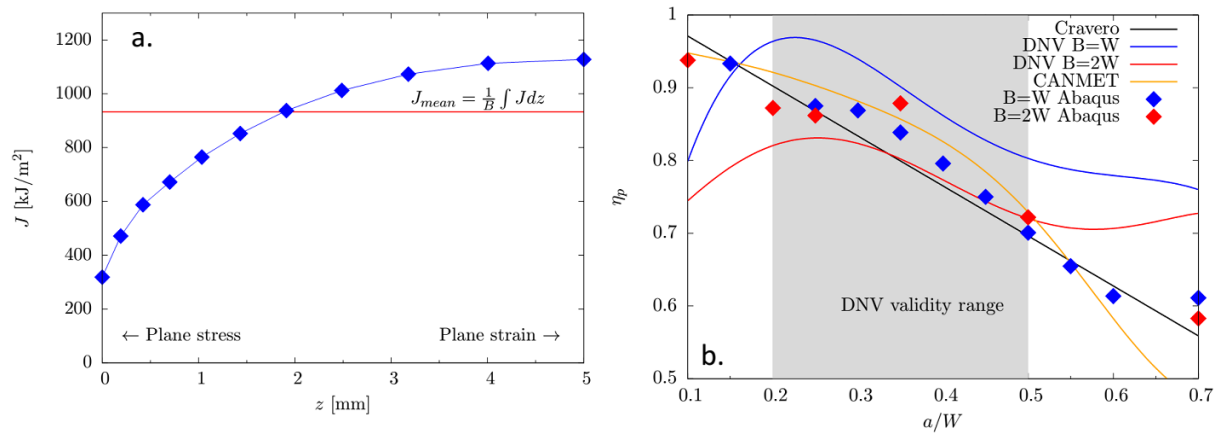 a.
1200
1000
800
600
400
200
0
J [kJ/m²]
J_mean = 1/B ∫ Jdz
← Plane stress
Plane strain →
0 1 2 3 4 5
z [mm]
1
0.9
0.8
0.7
0.6
0.5
η_p
Cravero
DNV B=W
DNV B=2W
CANMET
B=W Abaqus
B=2W Abaqus
DNV validity range
b.
0.1 0.2 0.3 0.4 0.5 0.6 0.7
a/W